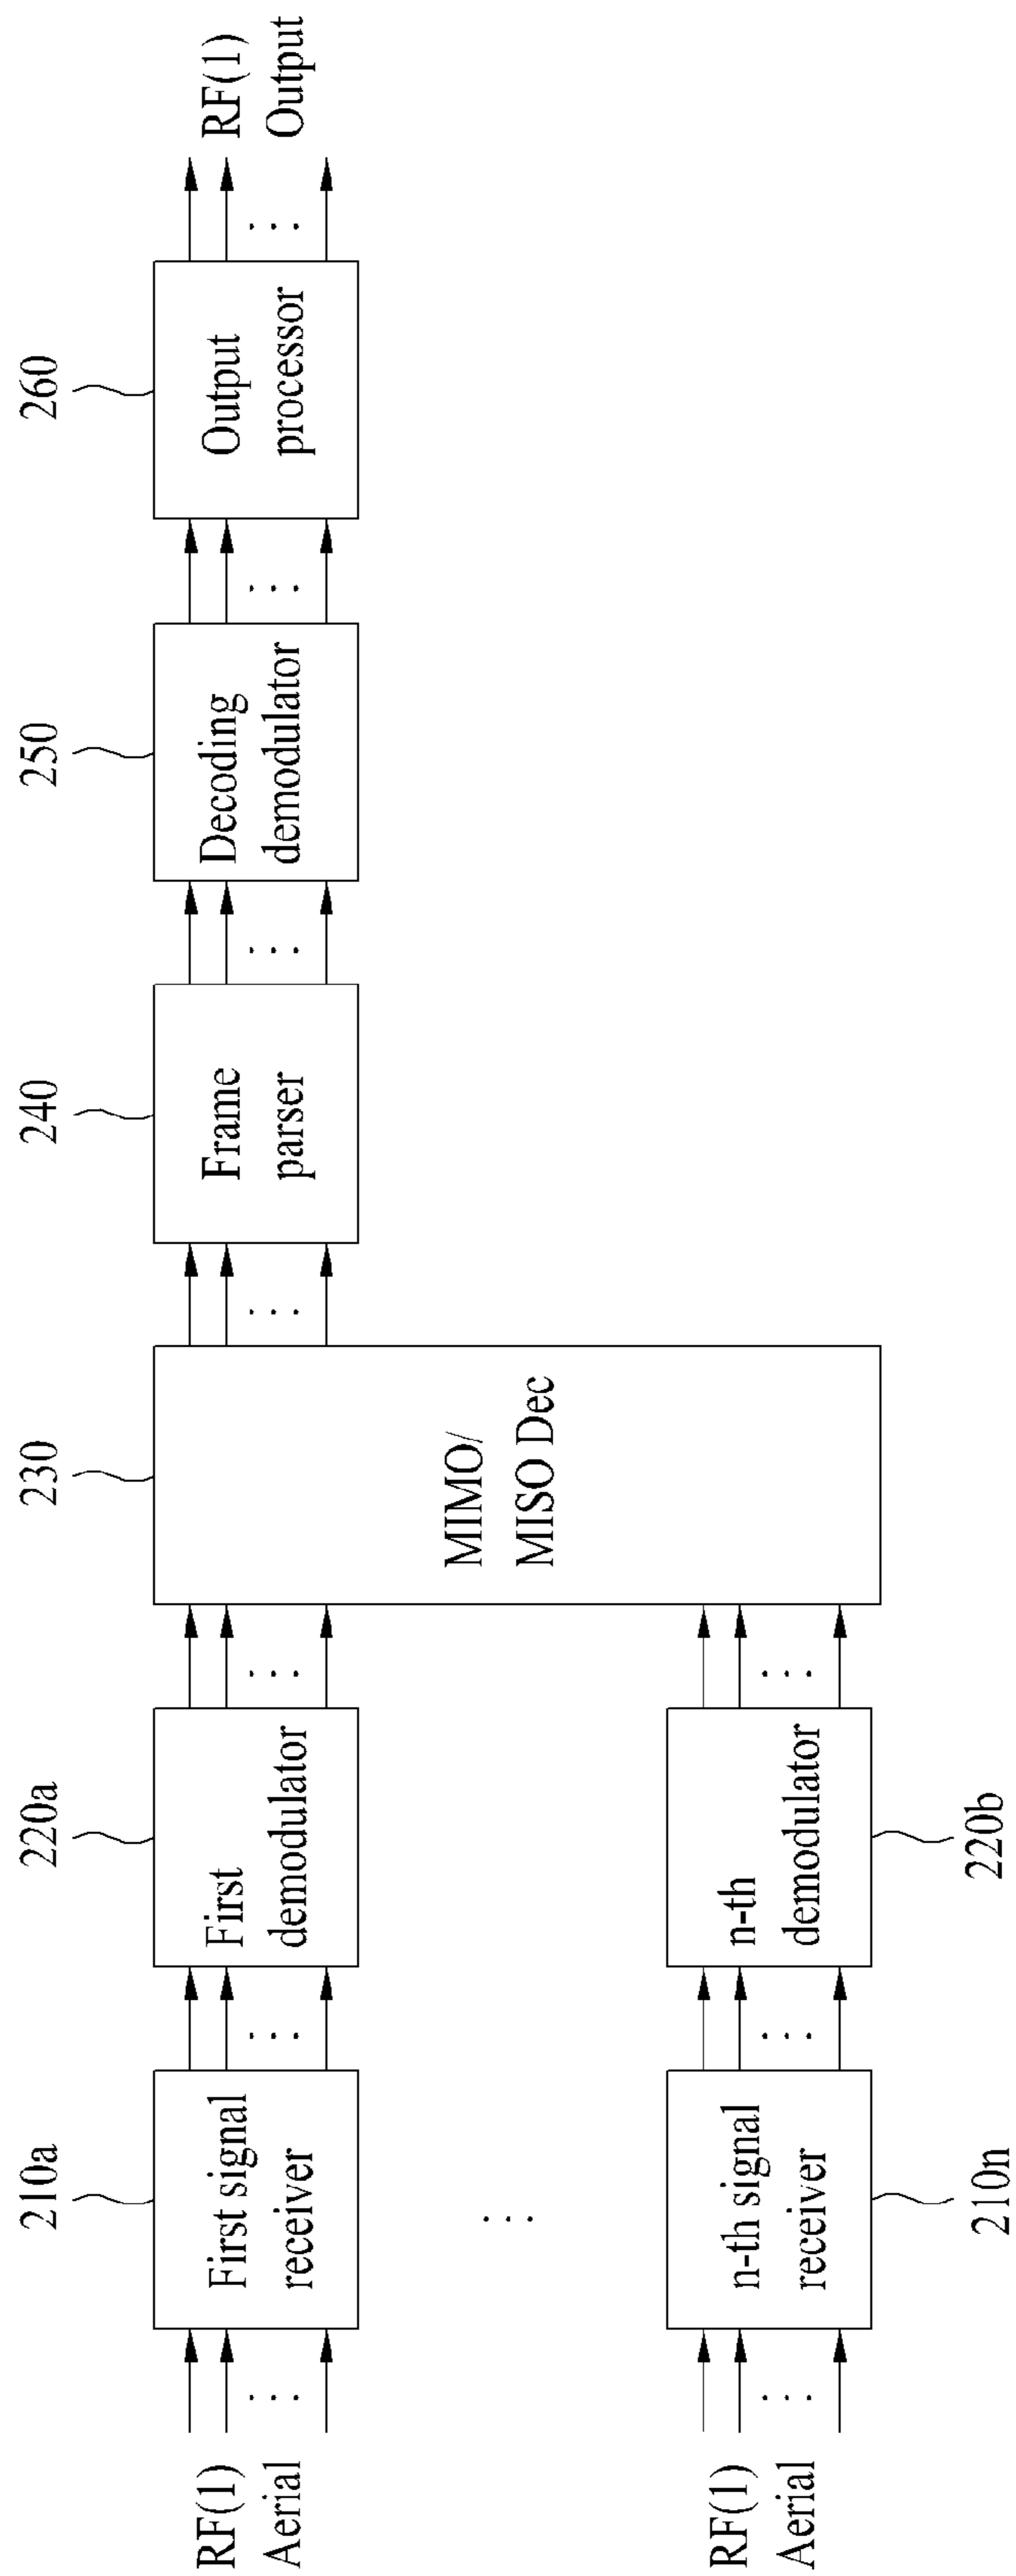 210a
220a
230
240
250
260
RF(1)
Aerial
First signal
receiver
First
demodulator
MIMO/
MISO Dec
Frame
parser
Decoding
demodulator
Output
processor
RF(1)
Output
...
RF(1)
Aerial
n-th signal
receiver
n-th
demodulator
210n
220b